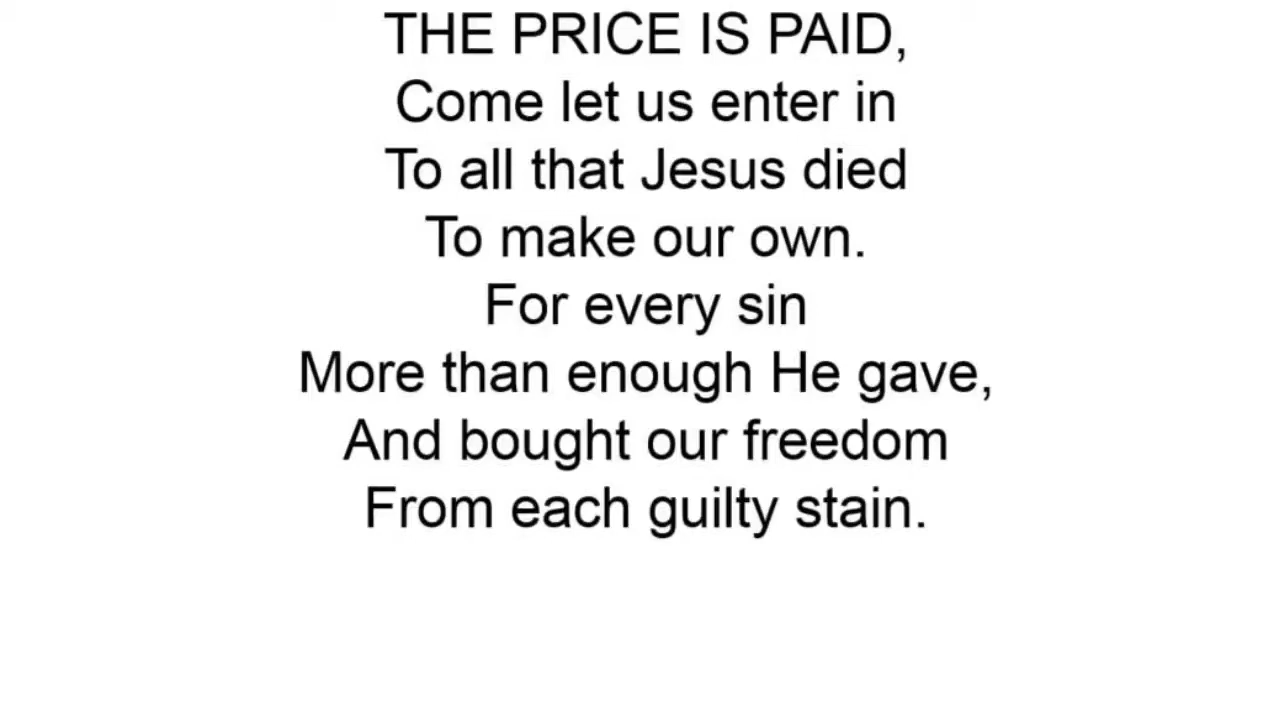 THE PRICE IS PAID,
Come let us enter in
To all that Jesus died
To make our own.
For every sin
More than enough He gave,
And bought our freedom
From each guilty stain.